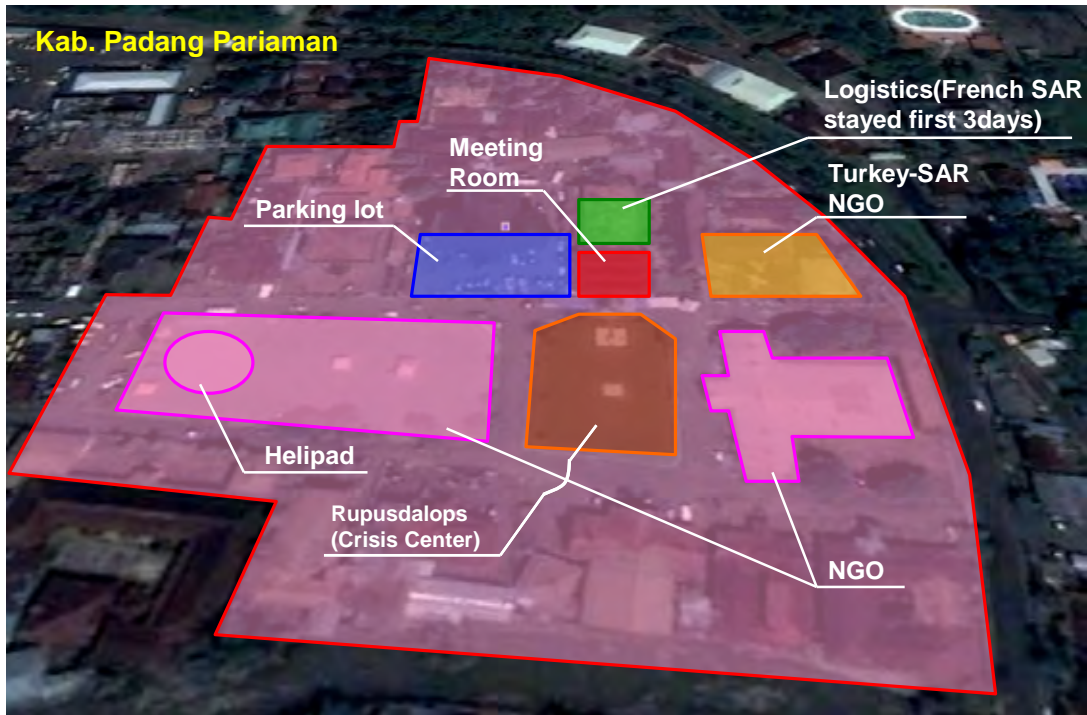 Kab. Padang Pariaman
Logistics(French SAR
stayed first 3days)
Meeting
Room
Turkey-SAR
NGO
Parking lot
Helipad
Rupusdalops
(Crisis Center)
NGO